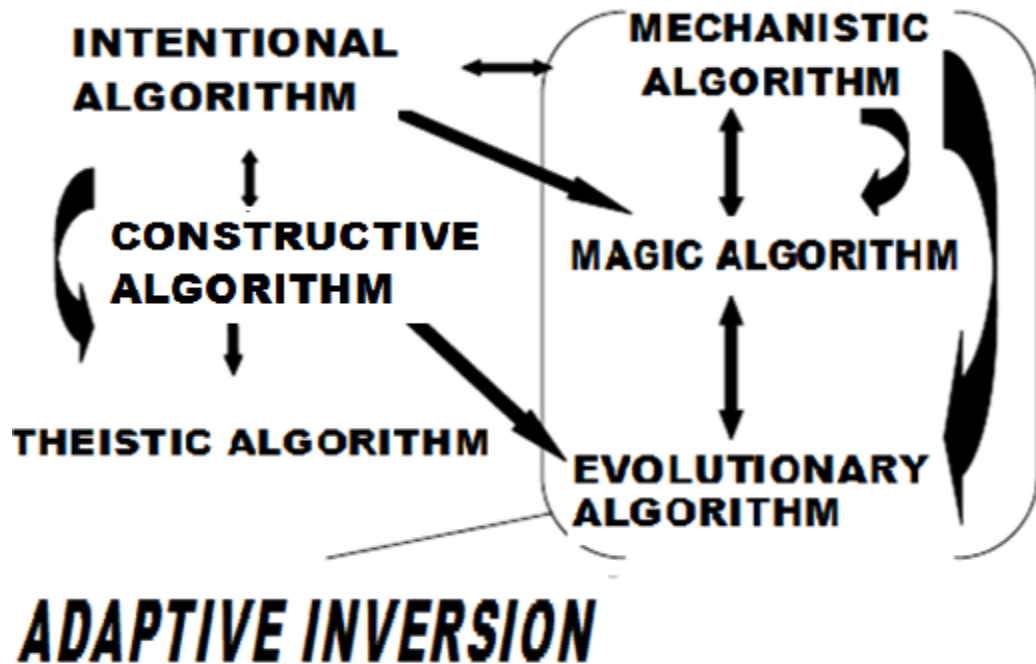 INTENTIONAL
ALGORITHM
MECHANISTIC
ALGORITHM
CONSTRUCTIVE
ALGORITHM
MAGIC ALGORITHM
THEISTIC ALGORITHM
EVOLUTIONARY
ALGORITHM
ADAPTIVE INVERSION